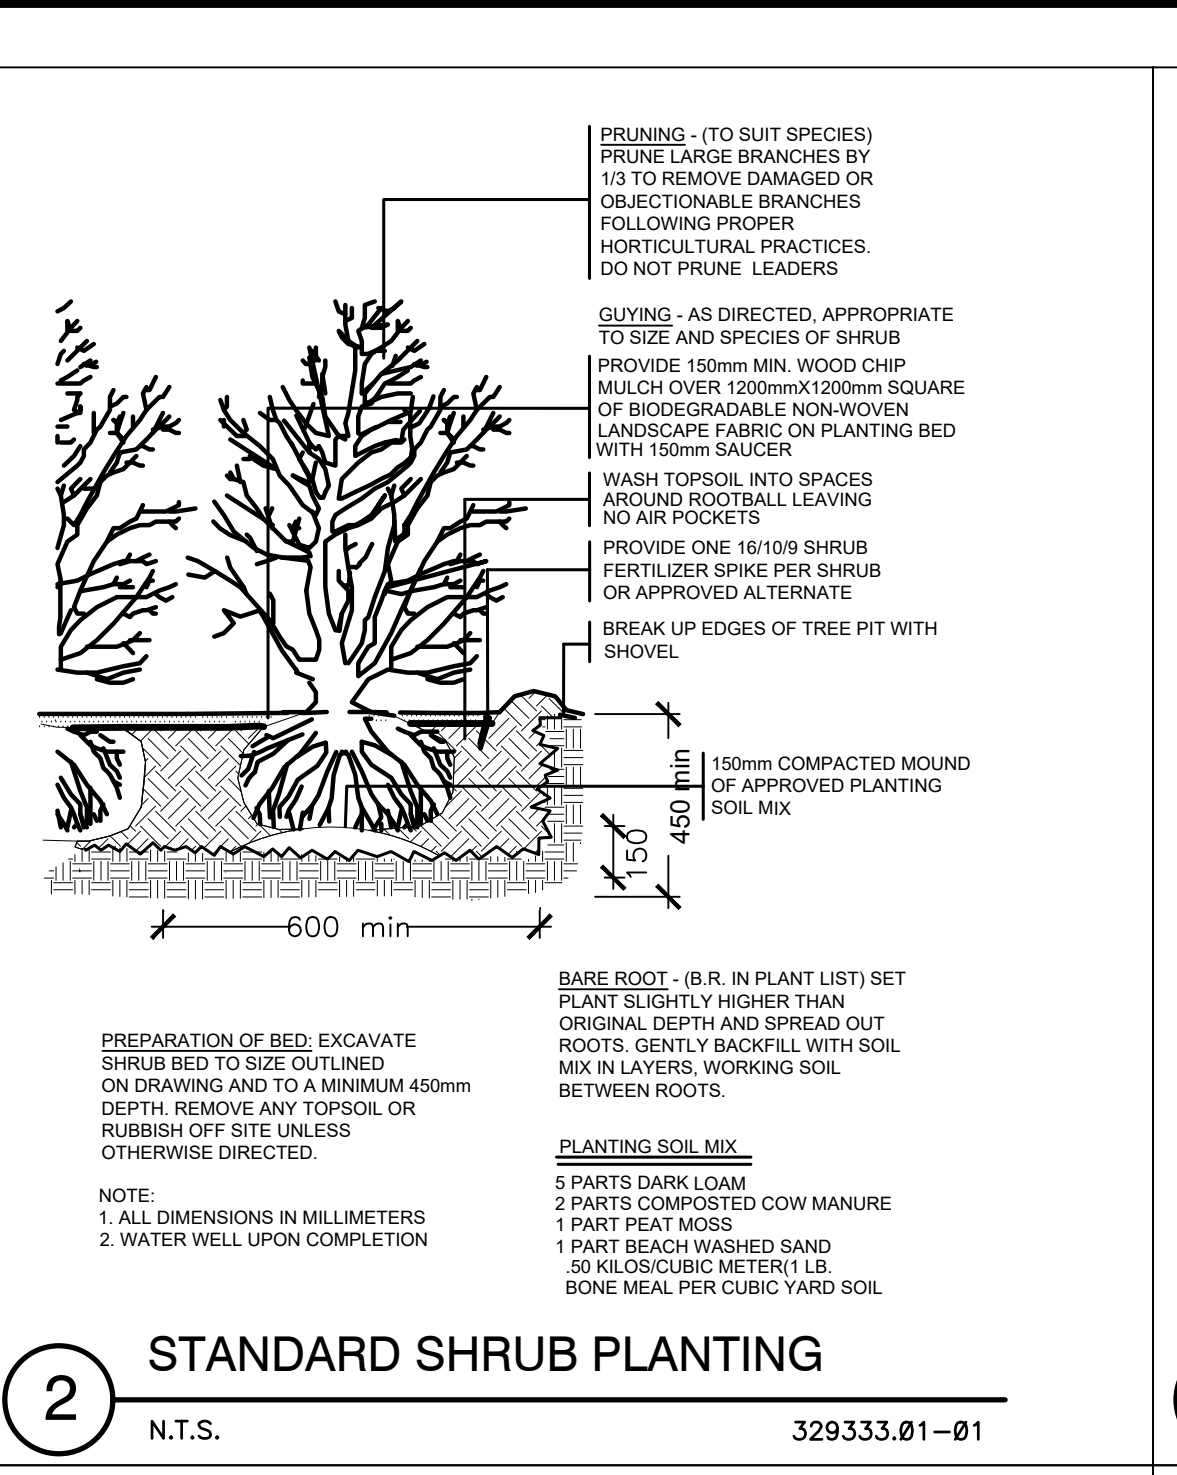 PRUNING - (TO SUIT SPECIES)
PRUNE LARGE BRANCHES BY
1/3 TO REMOVE DAMAGED OR
OBJECTIONABLE BRANCHES
FOLLOWING PROPER
HORTICULTURAL PRACTICES.
DO NOT PRUNE LEADERS
GUYING - AS DIRECTED, APPROPRIATE
TO SIZE AND SPECIES OF SHRUB
PROVIDE 150mm MIN. WOOD CHIP
MULCH OVER 1200mmX1200mm SQUARE
OF BIODEGRADABLE NON-WOVEN
LANDSCAPE FABRIC ON PLANTING BED
WITH 150mm SAUCER
WASH TOPSOIL INTO SPACES
AROUND ROOTBALL LEAVING
NO AIR POCKETS
PROVIDE ONE 16/10/9 SHRUB
FERTILIZER SPIKE PER SHRUB
OR APPROVED ALTERNATE
BREAK UP EDGES OF TREE PIT WITH
SHOVEL
150mm COMPACTED MOUND
OF APPROVED PLANTING
SOIL MIX
450 min
150
600 min
BARE ROOT - (B.R. IN PLANT LIST) SET
PLANT SLIGHTLY HIGHER THAN
ORIGINAL DEPTH AND SPREAD OUT
ROOTS. GENTLY BACKFILL WITH SOIL
MIX IN LAYERS, WORKING SOIL
BETWEEN ROOTS.
PREPARATION OF BED: EXCAVATE
SHRUB BED TO SIZE OUTLINED
ON DRAWING AND TO A MINIMUM 450mm
DEPTH. REMOVE ANY TOPSOIL OR
RUBBISH OFF SITE UNLESS
OTHERWISE DIRECTED.
NOTE:
1. ALL DIMENSIONS IN MILLIMETERS
2. WATER WELL UPON COMPLETION
PLANTING SOIL MIX
5 PARTS DARK LOAM
2 PARTS COMPOSTED COW MANURE
1 PART PEAT MOSS
1 PART BEACH WASHED SAND
.50 KILOS/CUBIC METER(1 LB.
BONE MEAL PER CUBIC YARD SOIL
2
STANDARD SHRUB PLANTING
N.T.S.
329333.01-01